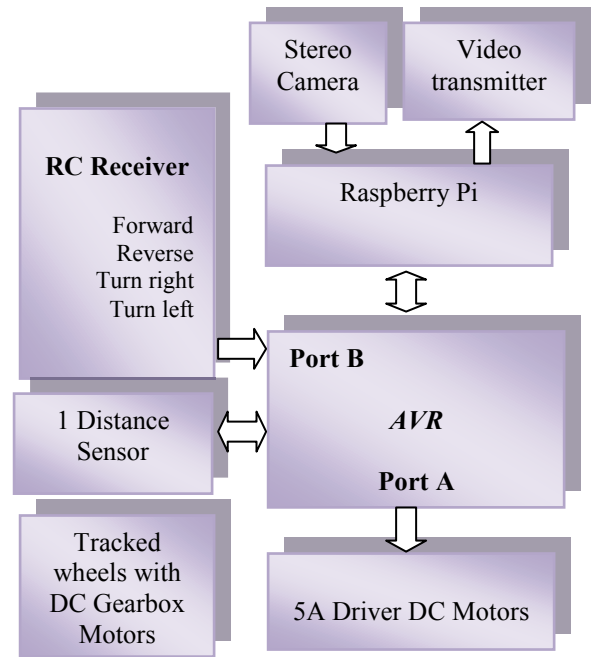 Stereo
Camera
Video
transmitter
RC Receiver
Forward
Reverse
Turn right
Turn left
Raspberry Pi
Port B
AVR
Port A
1 Distance
Sensor
Tracked
wheels with
DC Gearbox
Motors
5A Driver DC Motors